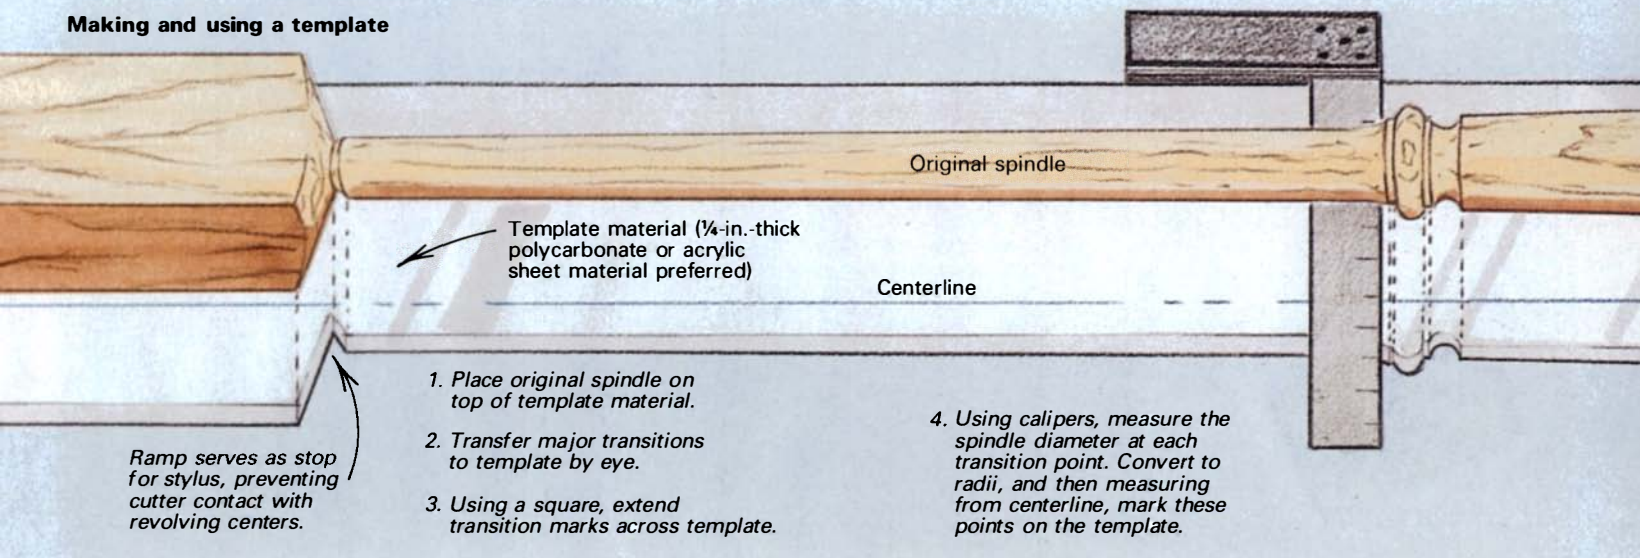 Making and using a template
Original spindle
Template material (¼-in.-thick
polycarbonate or acrylic
sheet material preferred)
Centerline
Ramp serves as stop
for stylus, preventing
cutter contact with
revolving centers.
1. Place original spindle on
top of template material.
2. Transfer major transitions
to template by eye.
3. Using a square, extend
transition marks across template.
4. Using calipers, measure the
spindle diameter at each
transition point. Convert to
radii, and then measuring
from centerline, mark these
points on the template.